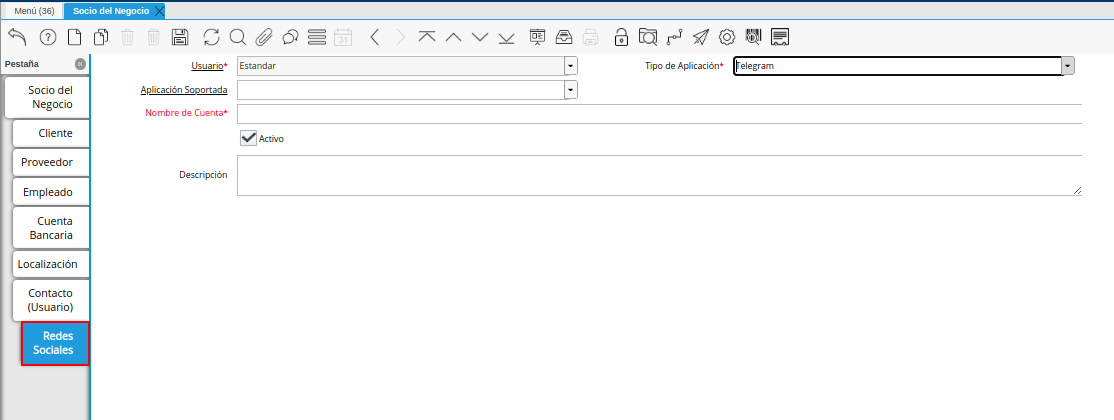 Menú (36)
Socio del Negocio
31
Pestaña
Usuario*
Estandar
Tipo de Aplicación*
Telegram
Socio del
Negocio
Aplicación Soportada
Nombre de Cuenta*
Cliente
Activo
Proveedor
Descripción
Empleado
Cuenta
Bancaria
Localización
Contacto
(Usuario)
Redes
Sociales